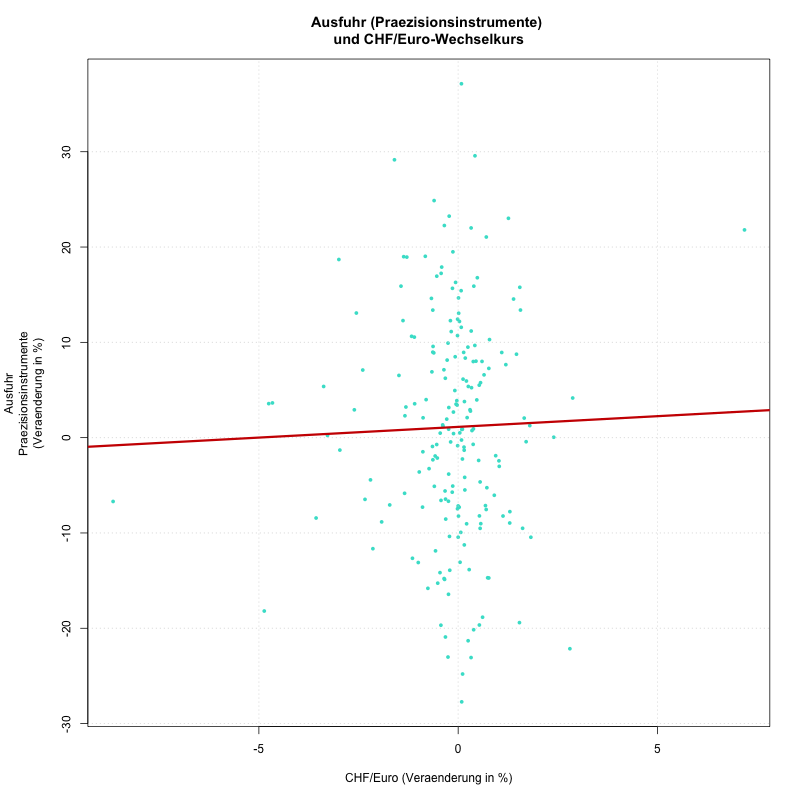 Ausfuhr (Praezisionsinstrumente)
und CHF/Euro-Wechselkurs
Ausfuhr
Praezisionsinstrumente
(Veraenderung in %)
30
20
10
0
-10
-20
-30
-5
0
5
CHF/Euro (Veraenderung in %)